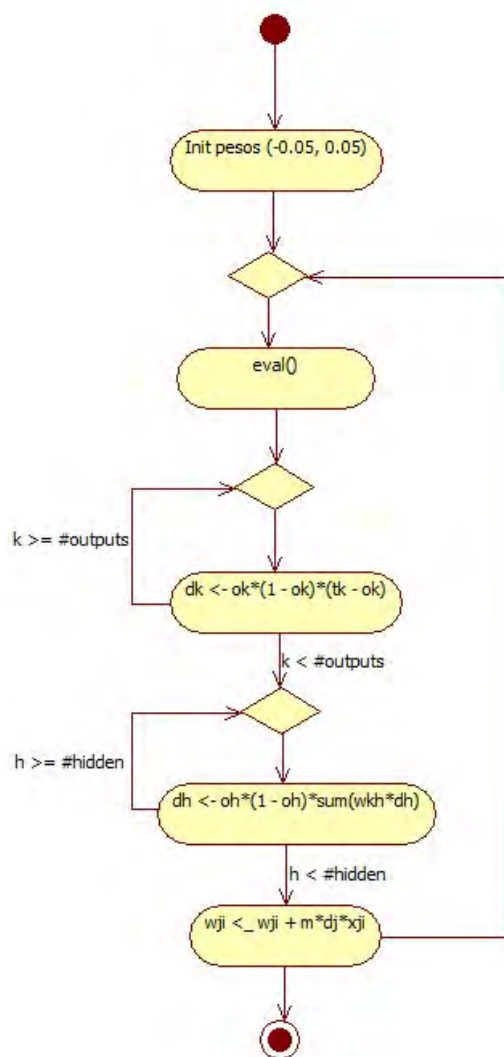 Init pesos (-0.05, 0.05)
eval()
k >= #outputs
dk <- ok*(1 - ok)*(tk - ok)
k < #outputs
h >= #hidden
dh <- oh*(1 - oh)*sum(wkh*dh)
h < #hidden
wji <_ wji + m*dj*xji